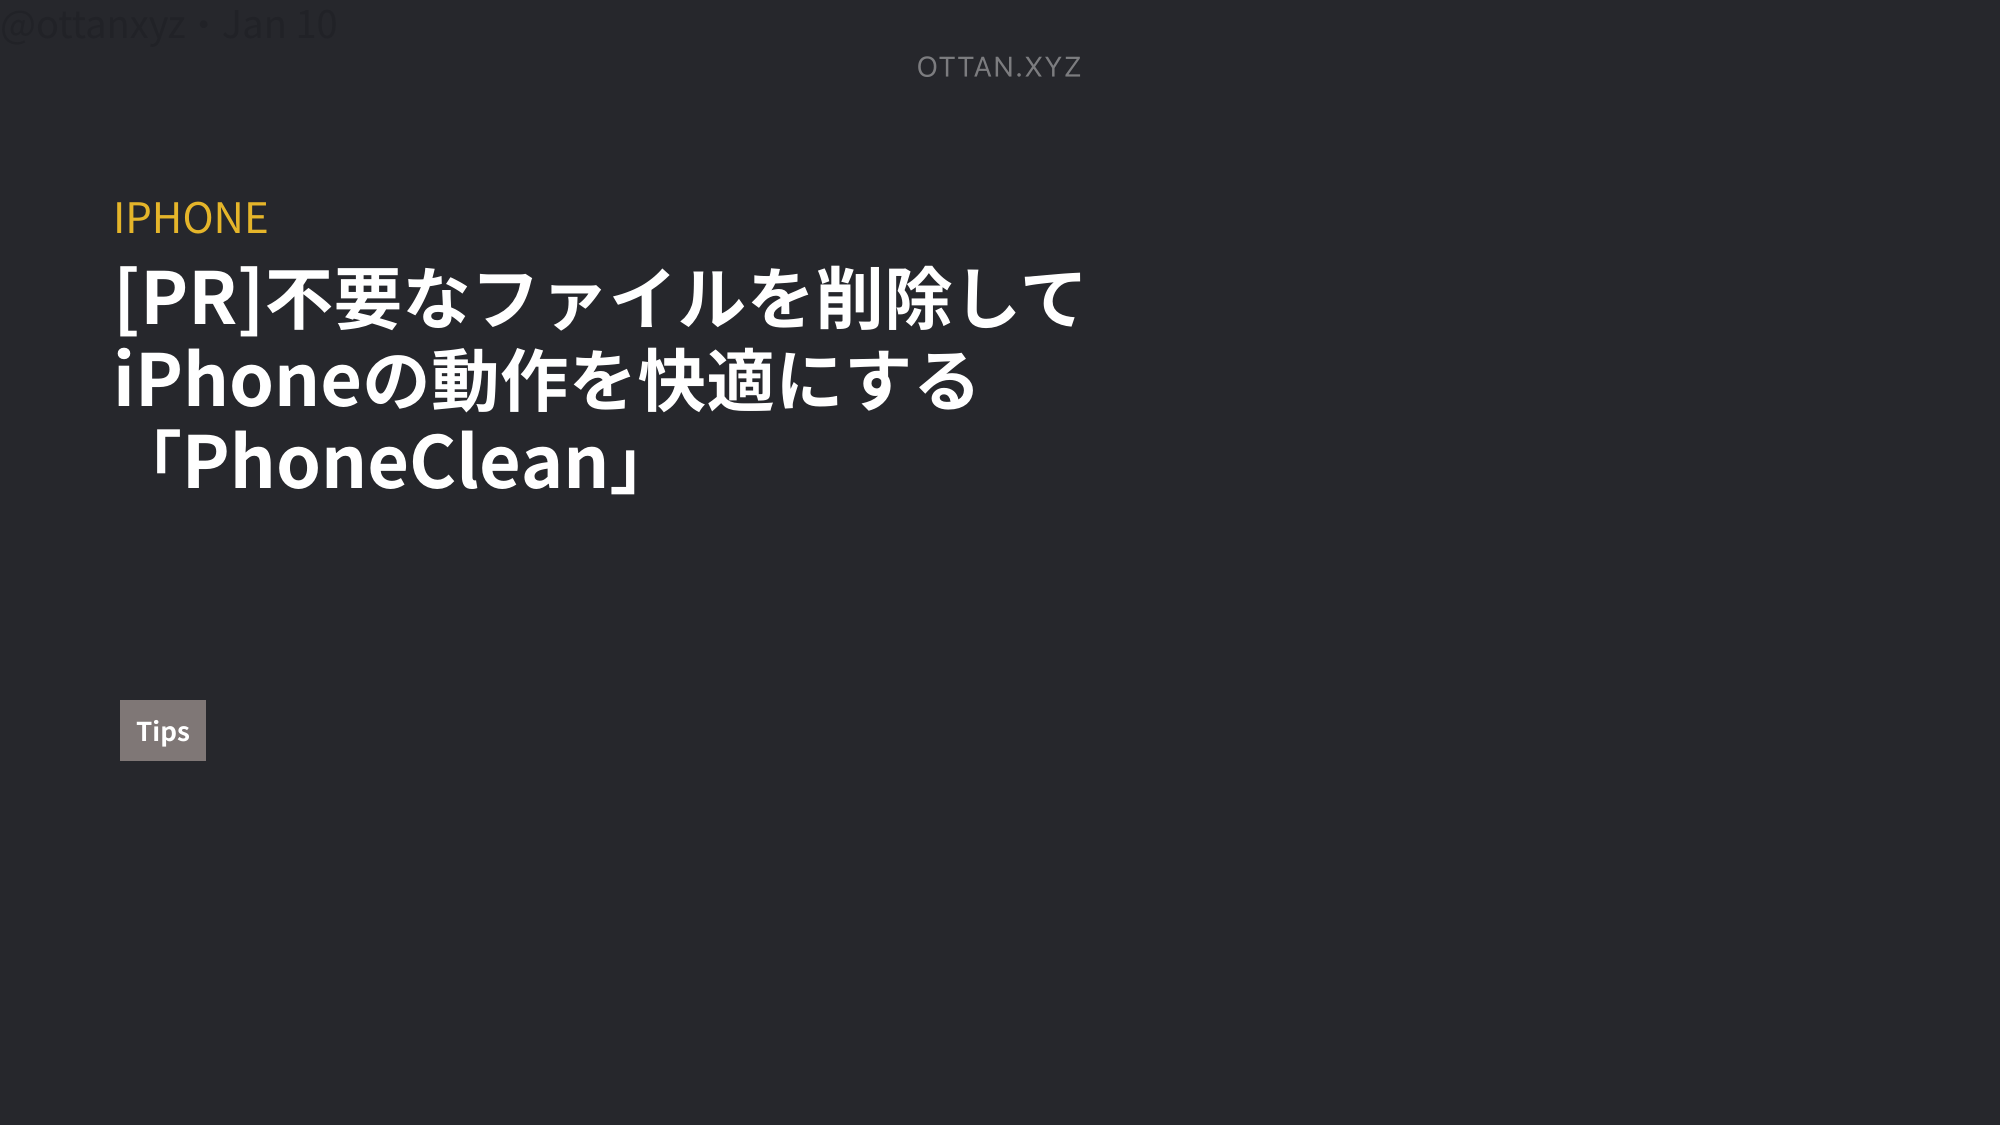 @ottanxyz・Jan 10
OTTAN.XYZ
IPHONE
[PR]不要なファイルを削除して
iPhoneの動作を快適にする
「PhoneClean」
Tips